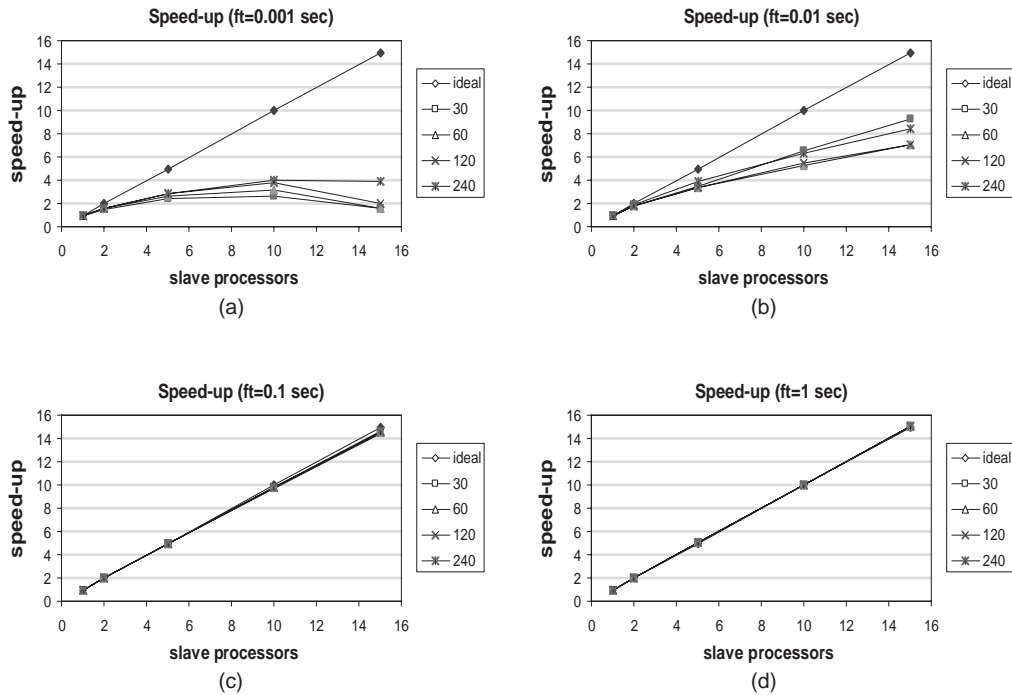 Speed-up (ft=0.001 sec)
16
14
12
10
8
6
4
2
0
speed-up
0 2 4 6 8 10 12 14 16
slave processors
ideal
30
60
120
240
(a)
Speed-up (ft=0.01 sec)
16
14
12
10
8
6
4
2
0
speed-up
0 2 4 6 8 10 12 14 16
slave processors
ideal
30
60
120
240
(b)
Speed-up (ft=0.1 sec)
16
14
12
10
8
6
4
2
0
speed-up
0 2 4 6 8 10 12 14 16
slave processors
ideal
30
60
120
240
(c)
Speed-up (ft=1 sec)
16
14
12
10
8
6
4
2
0
speed-up
0 2 4 6 8 10 12 14 16
slave processors
ideal
30
60
120
240
(d)